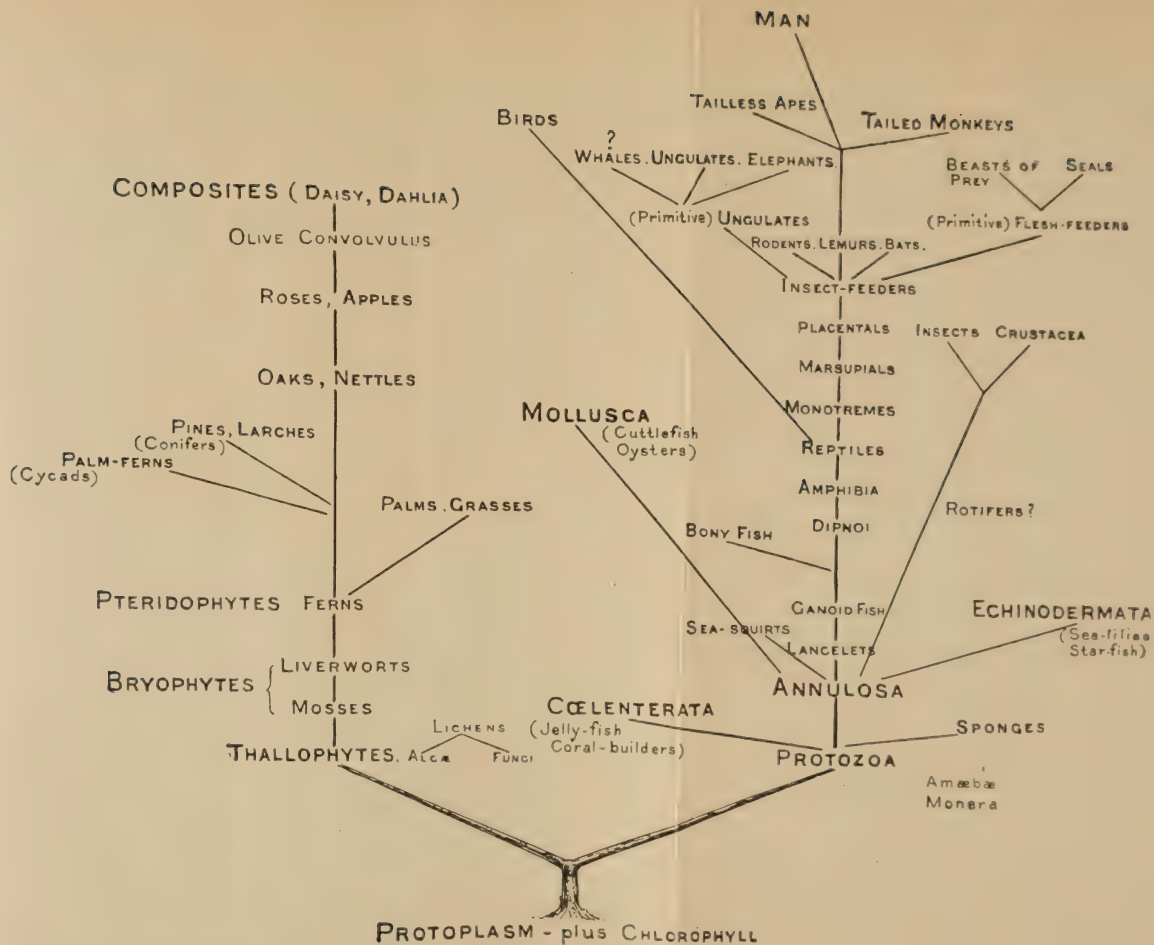 MAN
TAILLESS APES
TAILED MONKEYS
BIRDS
?
WHALES. UNGULATES. ELEPHANTS.
BEASTS OF PREY
SEALS
COMPOSITES (DAISY, DAHLIA)
(Primitive) UNGULATES
(Primitive) FLESH-FEEDERS
OLIVE CONVOLVULUS
RODENTS. LEMURS. BATS.
INSECT-FEEDERS
ROSES, APPLES
PLACENTALS
INSECTS CRUSTACEA
MARSUPIALS
OAKS, NETTLES
MONOTREMES
MOLLUSCA
(Cuttlefish
Oysters)
PINES, LARCHES
(Conifers)
REPTILES
PALM-FERNS
(Cycads)
AMPHIBIA
PALMS. GRASSES
ROTIFERS?
DIPNOI
BONY FISH
PTERIDOPHYTES FERNS
GANOID FISH
ECHINODERMATA
(Sea-lilies
Star-fish)
SEA-SQUIRTS
LANCELETS
LIVERWORTS
BRYOPHYTES
MOSSES
ANNULOSA
CŒLENTERATA
(Jelly-fish
Coral-builders)
SPONGES
LICHENS
THALLOPHYTES. ALGÆ FUNGI
PROTOZOA
Amæbæ
Monera
PROTOPLASM - plus CHLOROPHYLL